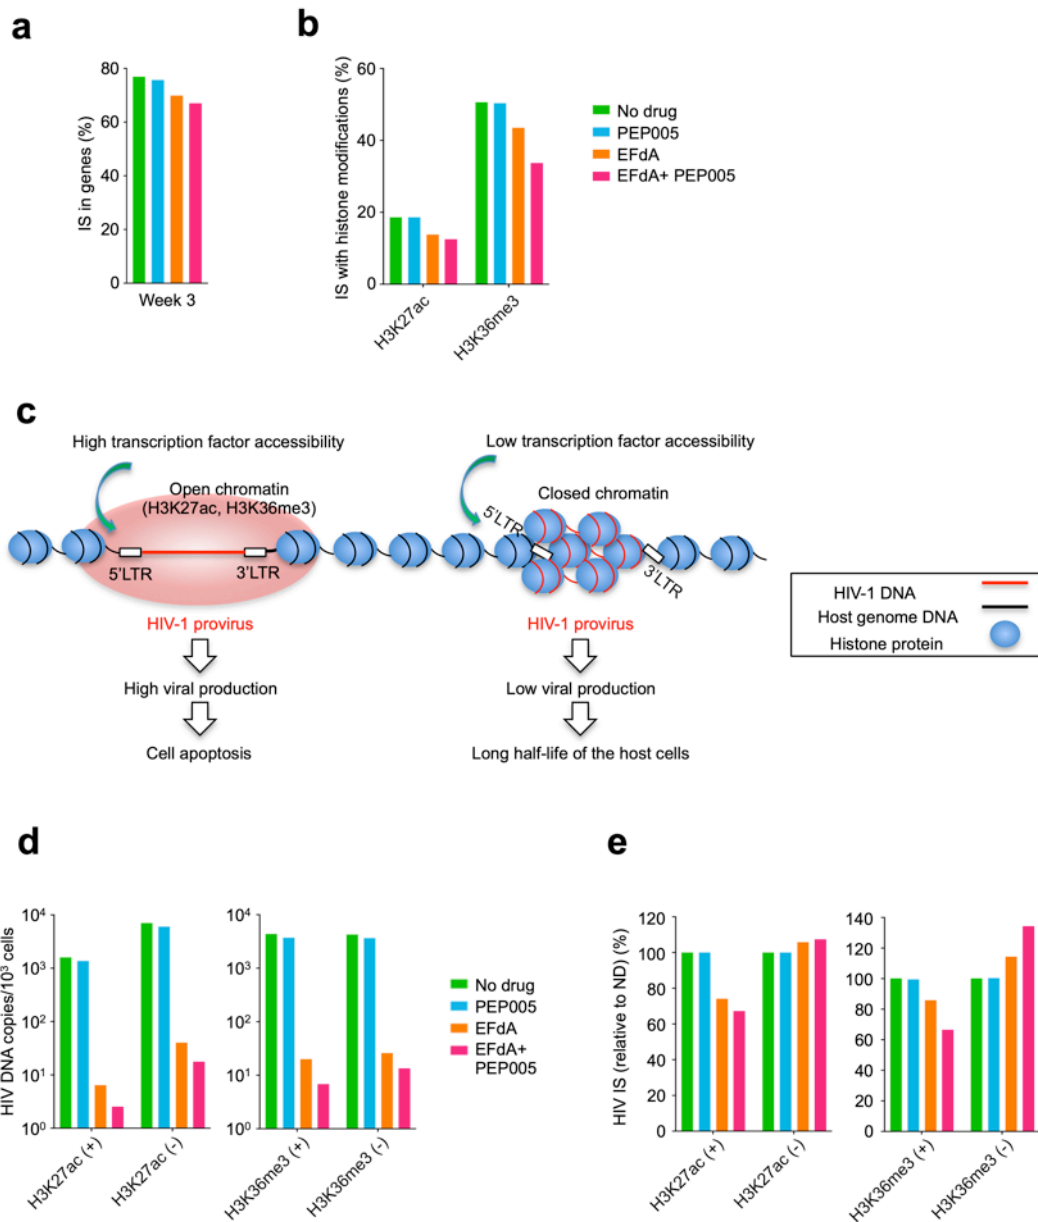 a
IS in genes (%)
80
60
40
20
0
Week 3
b
IS with histone modifications (%)
60
40
20
0
H3K27ac
H3K36me3
No drug
PEP005
EFdA
EFdA+ PEP005
c
High transcription factor accessibility
Open chromatin
(H3K27ac, H3K36me3)
5'LTR
3'LTR
HIV-1 provirus
High viral production
Cell apoptosis
Low transcription factor accessibility
Closed chromatin
5'LTR
3'LTR
HIV-1 provirus
Low viral production
Long half-life of the host cells
HIV-1 DNA
Host genome DNA
Histone protein
d
HIV DNA copies/10³ cells
10⁴
10³
10²
10¹
10⁰
H3K27ac (+)
H3K27ac (-)
10⁴
10³
10²
10¹
10⁰
H3K36me3 (+)
H3K36me3 (-)
No drug
PEP005
EFdA
EFdA+
PEP005
e
HIV IS (relative to ND) (%)
120
100
80
60
40
20
0
H3K27ac (+)
H3K27ac (-)
140
120
100
80
60
40
20
0
H3K36me3 (+)
H3K36me3 (-)